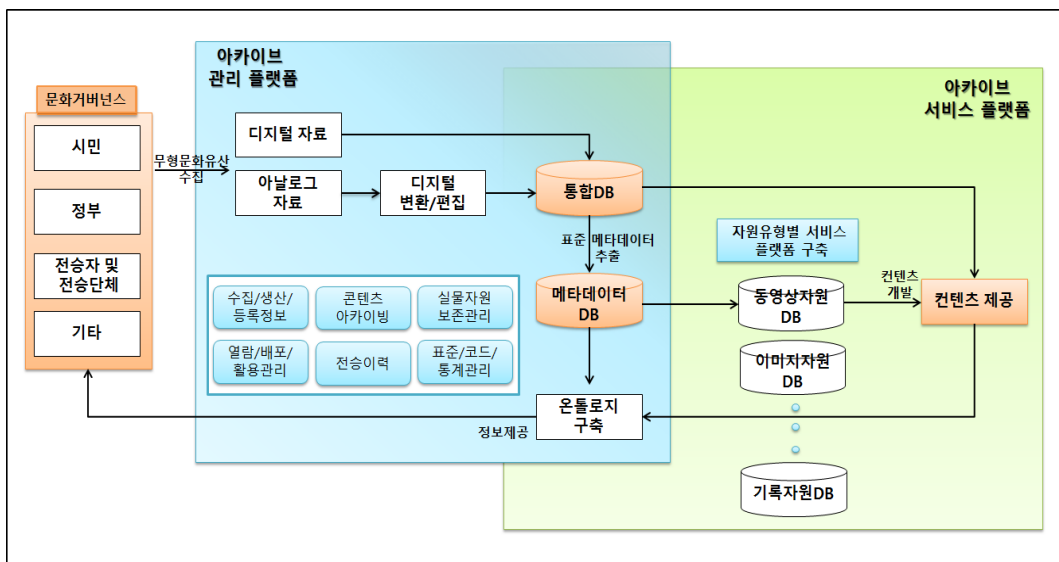 아카이브
관리 플랫폼
아카이브
서비스 플랫폼
문화거버넌스
시민
정부
전승자 및
전승단체
기타
무형문화유산
수집
디지털 자료
아날로그
자료
디지털
변환/편집
통합DB
표준 메타데이터
추출
자원유형별 서비스
플랫폼 구축
수집/생산/
등록정보
콘텐츠
아카이빙
실물자원
보존관리
열람/배포/
활용관리
전승이력
표준/코드/
통계관리
메타데이터
DB
동영상자원
DB
컨텐츠
개발
컨텐츠 제공
이미지자원
DB
온톨로지
구축
정보제공
기록자원DB